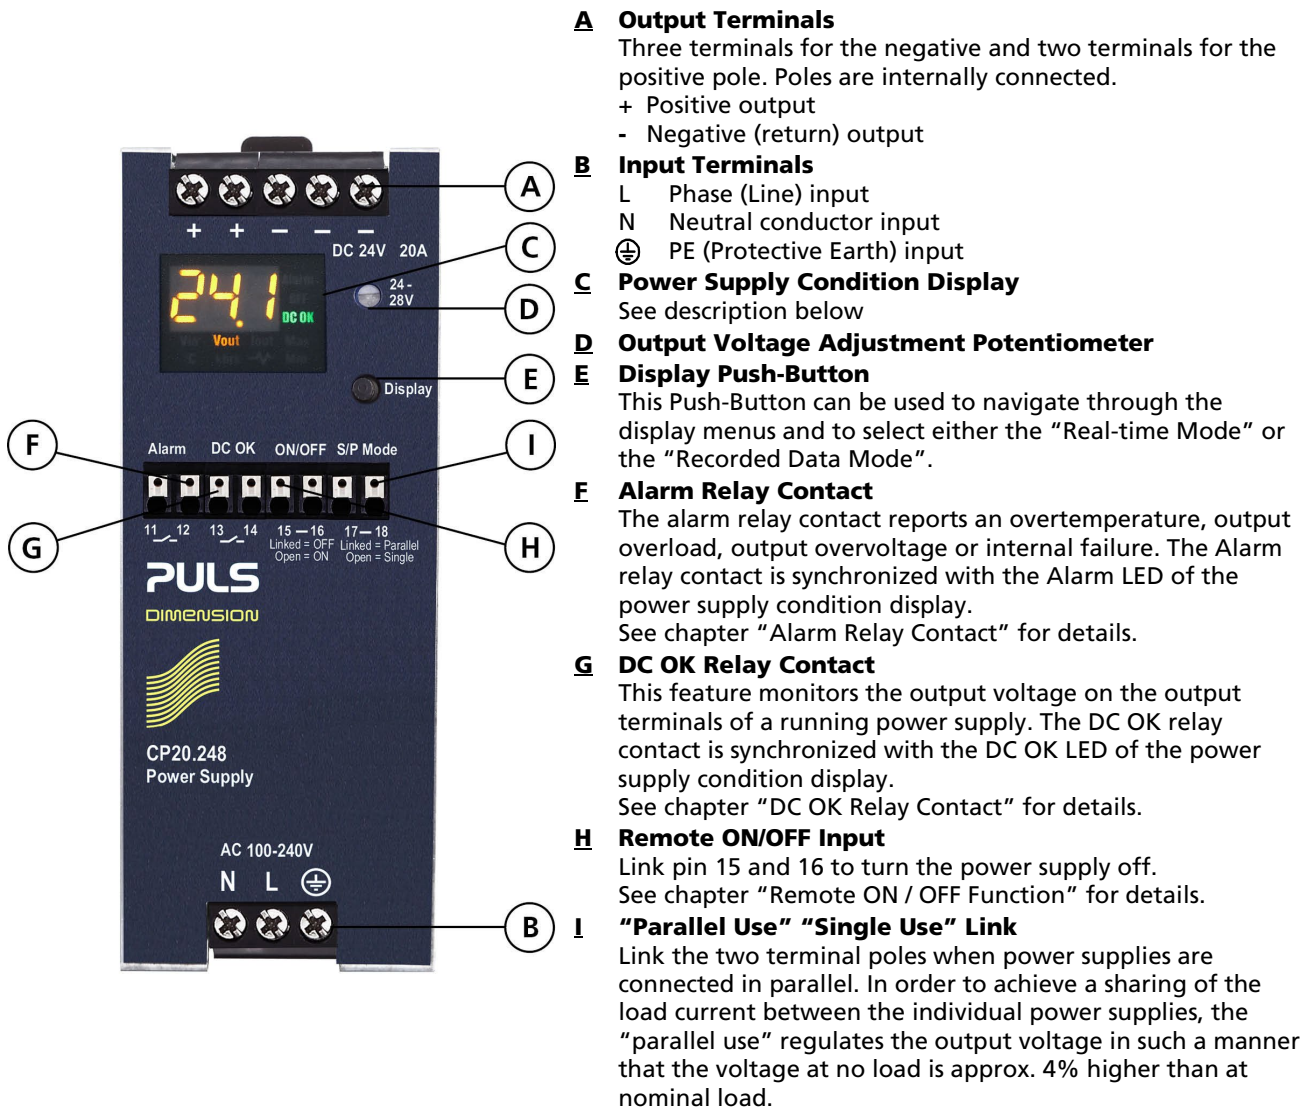 + + − − −
DC 24V 20A
24.1
DC OK
Vout
24 -
28V
Display
Alarm DC OK ON/OFF S/P Mode
11 12 13 14 15 — 16 17 — 18
Linked = OFF Linked = Parallel
Open = ON Open = Single
PULS
DIMENSION
CP20.248
Power Supply
AC 100-240V
N L
A
C
D
E
F
I
G
H
B
A Output Terminals
Three terminals for the negative and two terminals for the
positive pole. Poles are internally connected.
+ Positive output
- Negative (return) output
B Input Terminals
L Phase (Line) input
N Neutral conductor input
PE (Protective Earth) input
C Power Supply Condition Display
See description below
D Output Voltage Adjustment Potentiometer
E Display Push-Button
This Push-Button can be used to navigate through the
display menus and to select either the “Real-time Mode” or
the “Recorded Data Mode”.
F Alarm Relay Contact
The alarm relay contact reports an overtemperature, output
overload, output overvoltage or internal failure. The Alarm
relay contact is synchronized with the Alarm LED of the
power supply condition display.
See chapter “Alarm Relay Contact” for details.
G DC OK Relay Contact
This feature monitors the output voltage on the output
terminals of a running power supply. The DC OK relay
contact is synchronized with the DC OK LED of the power
supply condition display.
See chapter “DC OK Relay Contact” for details.
H Remote ON/OFF Input
Link pin 15 and 16 to turn the power supply off.
See chapter “Remote ON / OFF Function” for details.
I “Parallel Use” “Single Use” Link
Link the two terminal poles when power supplies are
connected in parallel. In order to achieve a sharing of the
load current between the individual power supplies, the
“parallel use” regulates the output voltage in such a manner
that the voltage at no load is approx. 4% higher than at
nominal load.